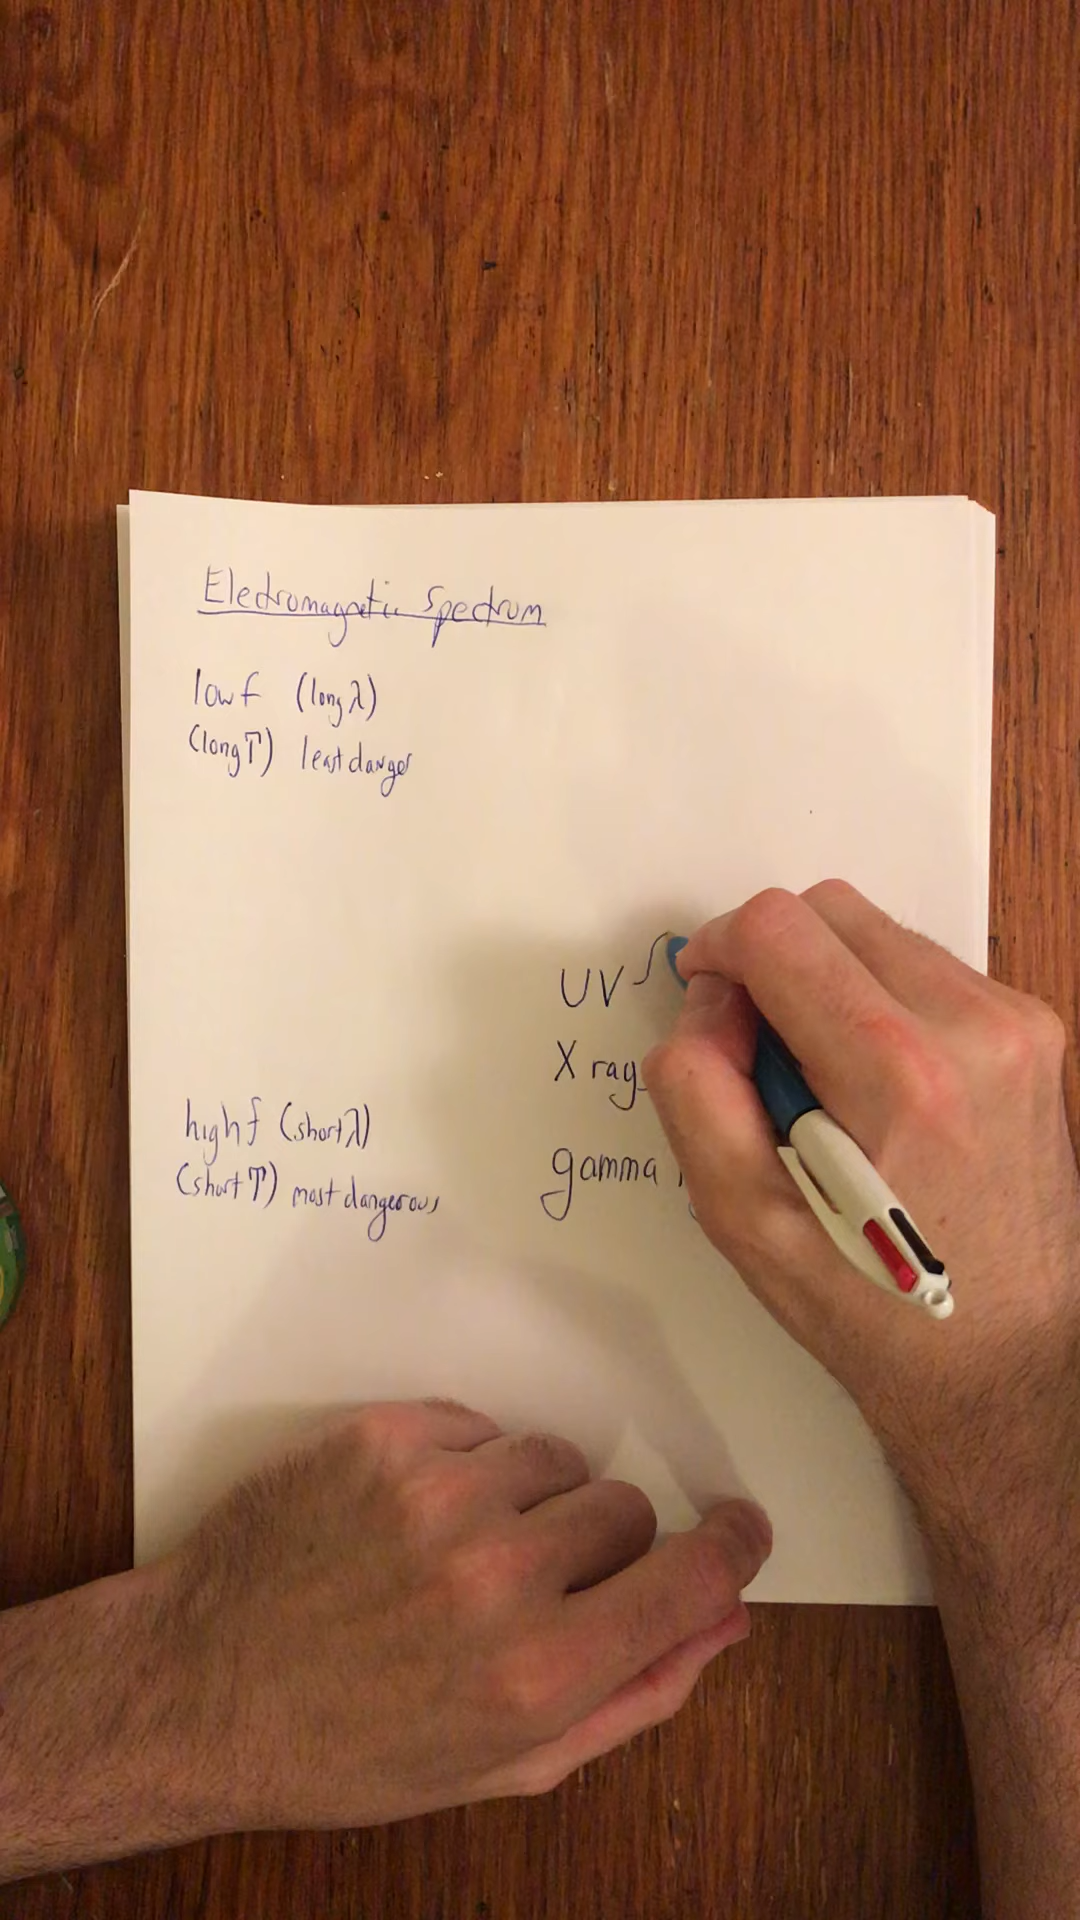 Electromagnetic Spectrum
low f (long λ)
(long T) least danger
UV
X ray
high f (short λ)
(short T) most dangerous
gamma